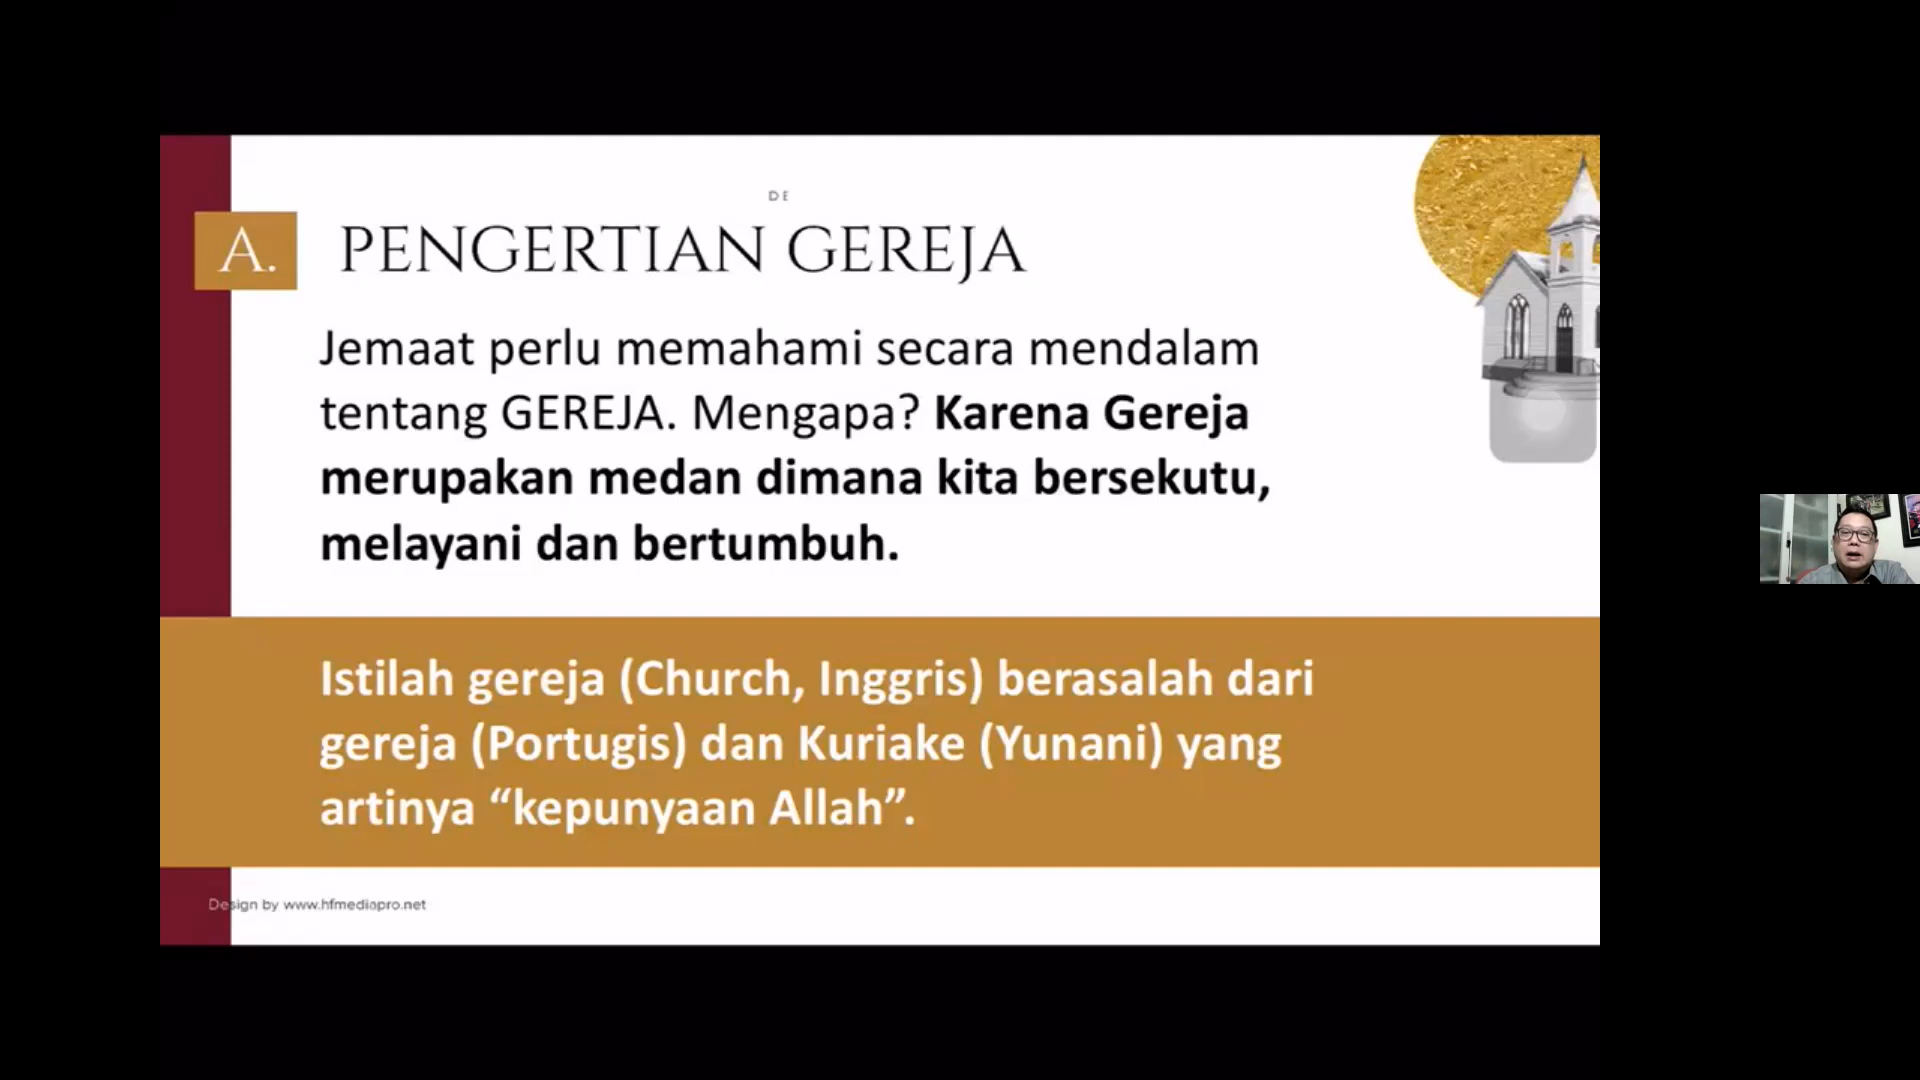 DE
A. PENGERTIAN GEREJA
Jemaat perlu memahami secara mendalam
tentang GEREJA. Mengapa? Karena Gereja
merupakan medan dimana kita bersekutu,
melayani dan bertumbuh.
Istilah gereja (Church, Inggris) berasalah dari
gereja (Portugis) dan Kuriake (Yunani) yang
artinya “kepunyaan Allah”.
Design by www.hfmediapro.net